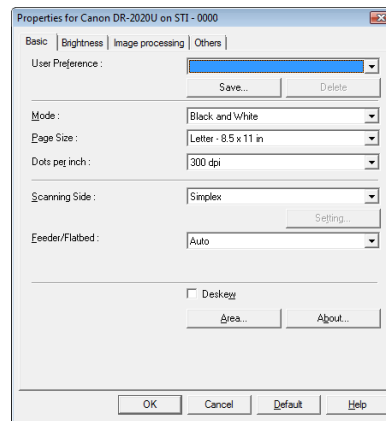 Properties for Canon DR-2020U on STI - 0000
Basic Brightness Image processing Others
User Preference :
Save... Delete
Mode : Black and White
Page Size : Letter - 8.5 x 11 in
Dots per inch : 300 dpi
Scanning Side : Simplex
Setting...
Feeder/Flatbed : Auto
Deskew
Area... About...
OK Cancel Default Help